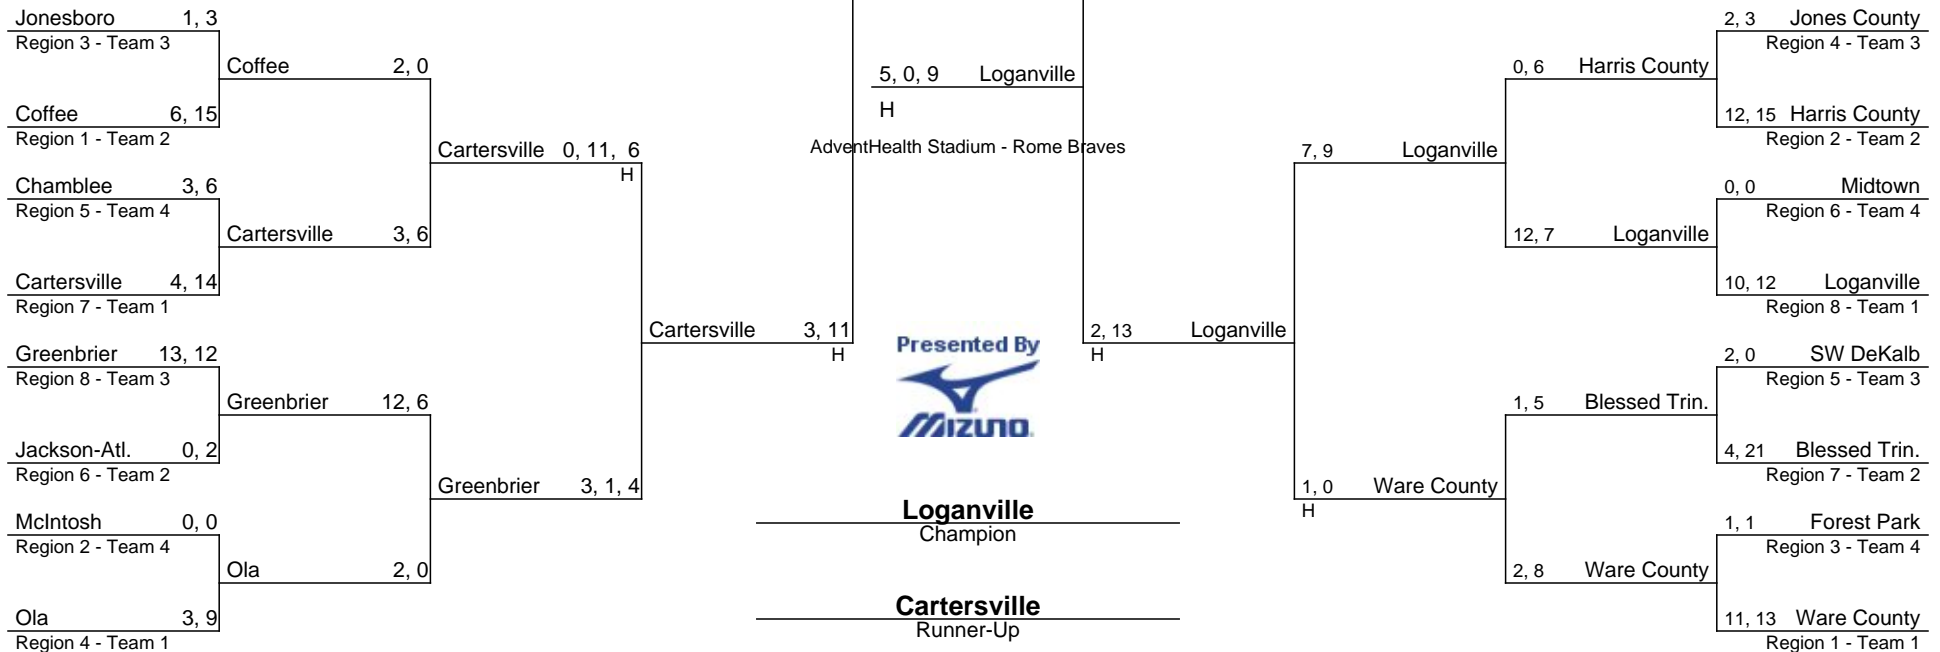 Jonesboro 1, 3
Region 3 - Team 3
Coffee 2, 0
Coffee 6, 15
Region 1 - Team 2
Cartersville 0, 11, 6
H
Chamblee 3, 6
Region 5 - Team 4
Cartersville 3, 6
Cartersville 4, 14
Region 7 - Team 1
Cartersville 3, 11
H
Greenbrier 13, 12
Region 8 - Team 3
Greenbrier 12, 6
Jackson-Atl. 0, 2
Region 6 - Team 2
Greenbrier 3, 1, 4
McIntosh 0, 0
Region 2 - Team 4
Ola 2, 0
Ola 3, 9
Region 4 - Team 1
5, 0, 9 Loganville
H
AdventHealth Stadium - Rome Braves
Presented By
MIZUNO
Loganville
Champion
Cartersville
Runner-Up
2, 3 Jones County
Region 4 - Team 3
0, 6 Harris County
12, 15 Harris County
Region 2 - Team 2
7, 9 Loganville
0, 0 Midtown
Region 6 - Team 4
12, 7 Loganville
10, 12 Loganville
Region 8 - Team 1
2, 13 Loganville
H
2, 0 SW DeKalb
Region 5 - Team 3
1, 5 Blessed Trin.
4, 21 Blessed Trin.
Region 7 - Team 2
1, 0 Ware County
H
1, 1 Forest Park
Region 3 - Team 4
2, 8 Ware County
11, 13 Ware County
Region 1 - Team 1